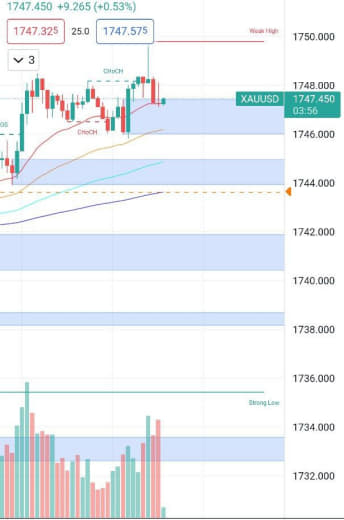 1747.450 +9.265 (+0.53%)
1747.325 25.0 1747.575
3
Weak High
1750.000
CHoCH
1748.000
XAUUSD 1747.450
03:56
CHoCH
1746.000
1744.000
1742.000
1740.000
1738.000
1736.000
Strong Low
1734.000
1732.000